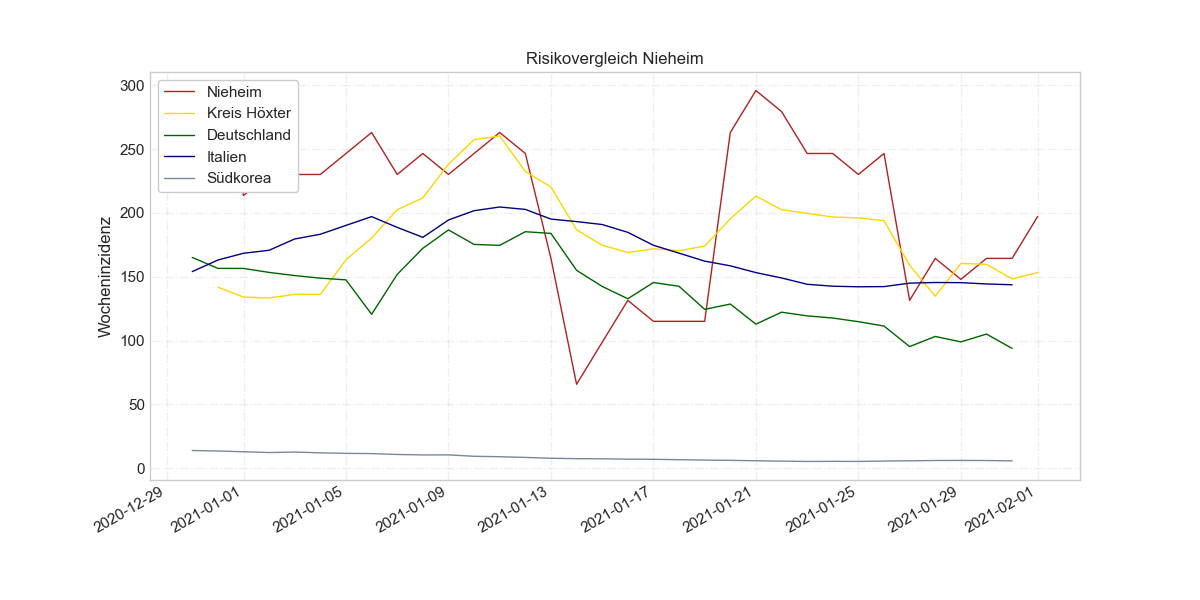 Risikovergleich Nieheim
Nieheim
Kreis Höxter
Deutschland
Italien
Südkorea
Wocheninzidenz
300
250
200
150
100
50
0
2020-12-29
2021-01-01
2021-01-05
2021-01-09
2021-01-13
2021-01-17
2021-01-21
2021-01-25
2021-01-29
2021-02-01